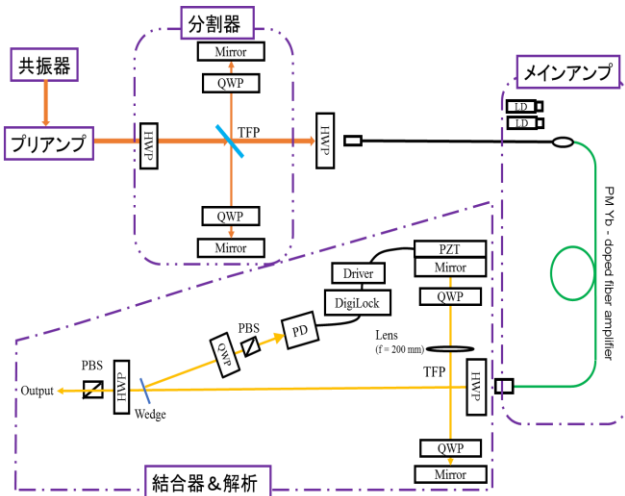 分割器
共振器
メインアンプ
Mirror
QWP
LD
LD
プリアンプ
HWP
TFP
HWP
QWP
Mirror
PM Yb - doped fiber amplifier
PZT
Driver
Mirror
DigiLock
QWP
PBS
PD
Lens
(f = 200 mm)
QWP
PBS
TFP
HWP
Output
HWP
Wedge
QWP
Mirror
結合器＆解析